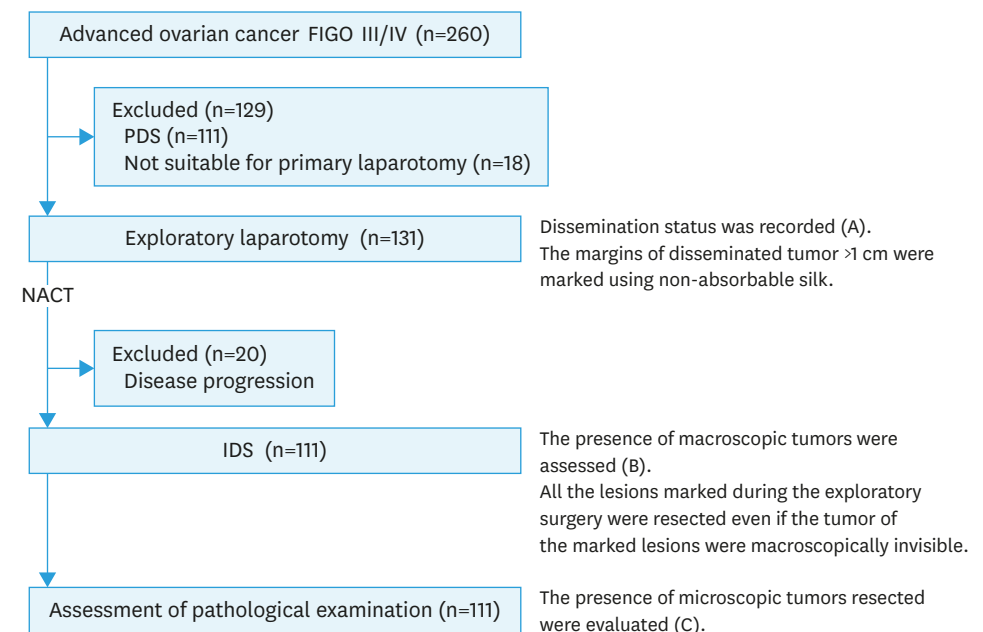 Advanced ovarian cancer FIGO III/IV (n=260)
Excluded (n=129)
PDS (n=111)
Not suitable for primary laparotomy (n=18)
Exploratory laparotomy (n=131)
Dissemination status was recorded (A).
The margins of disseminated tumor >1 cm were
marked using non-absorbable silk.
NACT
Excluded (n=20)
Disease progression
IDS (n=111)
The presence of macroscopic tumors were
assessed (B).
All the lesions marked during the exploratory
surgery were resected even if the tumor of
the marked lesions were macroscopically invisible.
Assessment of pathological examination (n=111)
The presence of microscopic tumors resected
were evaluated (C).